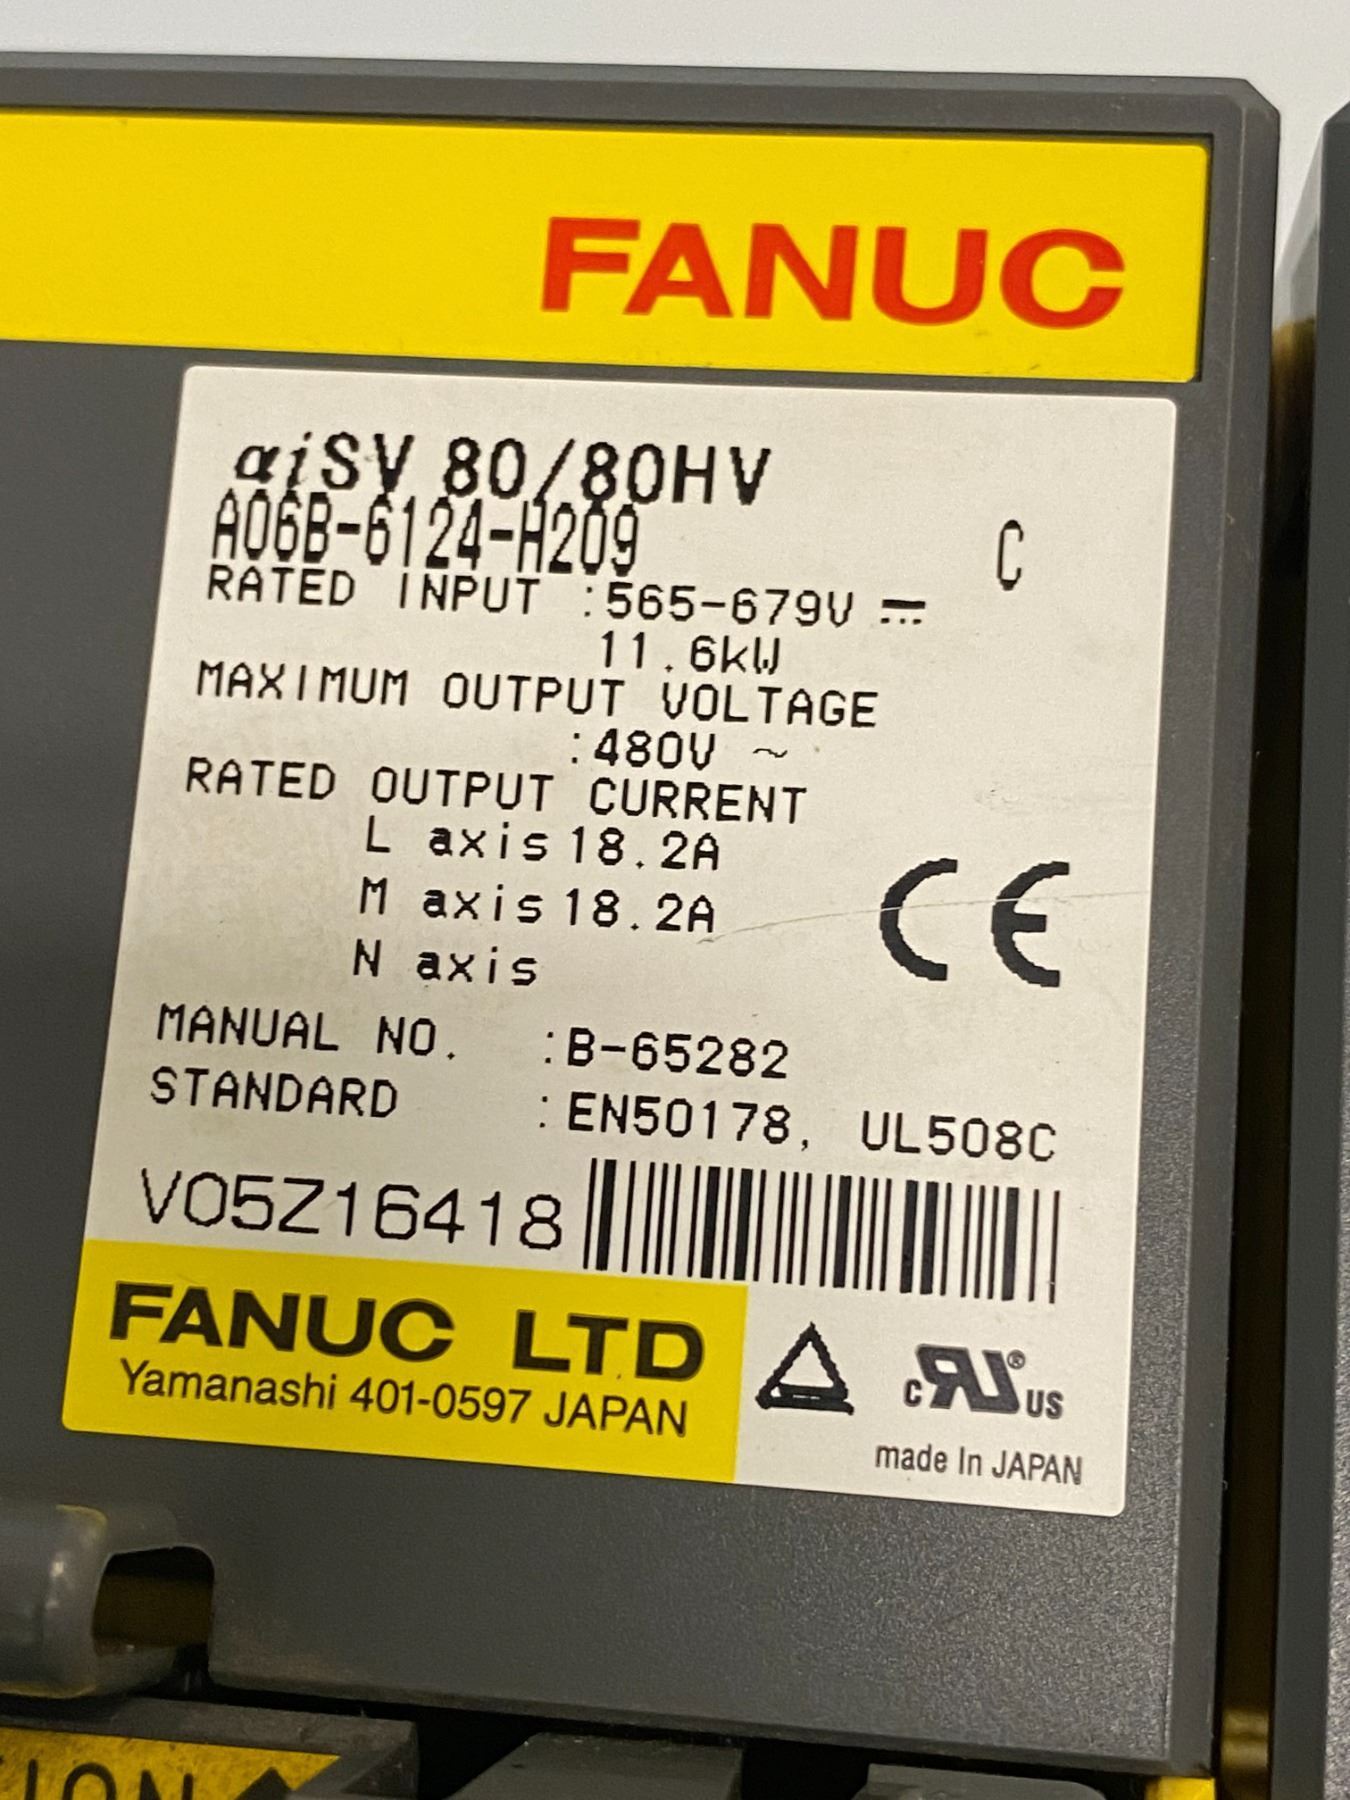 FANUC
αiSV 80/80HV
A06B-6124-H209 C
RATED INPUT :565-679V ⎓
11.6kW
MAXIMUM OUTPUT VOLTAGE
:480V ~
RATED OUTPUT CURRENT
L axis 18.2A
M axis 18.2A
N axis
MANUAL NO. :B-65282
STANDARD :EN50178, UL508C
V05Z16418
CE
FANUC LTD
Yamanashi 401-0597 JAPAN
c RU ® US
made In JAPAN